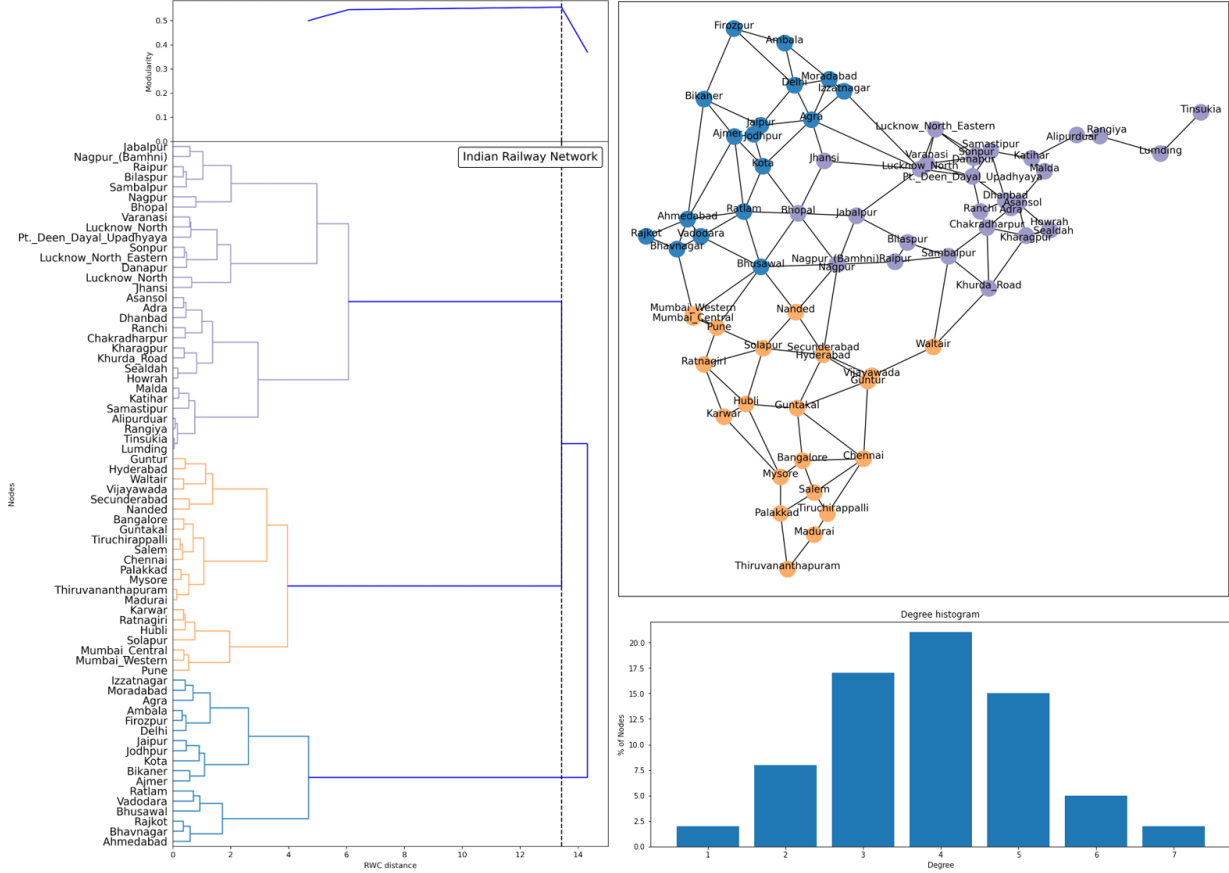 0.5
0.4
0.3
0.2
0.1
0.0
Modularity
Indian Railway Network
Jabalpur
Nagpur_(Bamhni)
Raipur
Bilaspur
Sambalpur
Nagpur
Bhopal
Varanasi
Lucknow_North
Pt._Deen_Dayal_Upadhyaya
Sonpur
Lucknow_North_Eastern
Danapur
Lucknow_North
Jhansi
Asansol
Adra
Dhanbad
Ranchi
Chakradharpur
Kharagpur
Khurda_Road
Sealdah
Howrah
Malda
Katihar
Samastipur
Alipurduar
Rangiya
Tinsukia
Lumding
Guntur
Hyderabad
Waltair
Vijayawada
Secunderabad
Nanded
Bangalore
Guntakal
Tiruchirappalli
Salem
Chennai
Palakkad
Mysore
Thiruvananthapuram
Madurai
Karwar
Ratnagiri
Hubli
Solapur
Mumbai_Central
Mumbai_Western
Pune
Izzatnagar
Moradabad
Agra
Ambala
Firozpur
Delhi
Jaipur
Jodhpur
Kota
Bikaner
Ajmer
Ratlam
Vadodara
Bhusawal
Rajkot
Bhavnagar
Ahmedabad
Nodes
0 2 4 6 8 10 12 14
RWC distance
Firozpur
Ambala
Moradabad
Delhi
Izzatnagar
Bikaner
Tinsukia
Agra
Jaipur
Lucknow_North_Eastern
Rangiya
Alipurduar
Ajmer
Jodhpur
Samastipur
Sonpur
Lumding
Varanasi
Danapur
Katihar
Jhansi
Kota
Lucknow_North
Malda
Pt._Deen_Dayal_Upadhyaya
Dhanbad
Asansol
Ranchi
Ahmedabad
Ratlam
Bhopal
Jabalpur
Chakradharpur
Howrah
Rajkot
Vadodara
Sealdah
Kharagpur
Bhavnagar
Bilaspur
Bhusawal
Nagpur_(Bamhni)
Raipur
Nagpur
Khurda_Road
Mumbai_Western
Nanded
Mumbai_Central
Pune
Solapur
Secunderabad
Waltair
Hyderabad
Ratnagiri
Vijayawada
Guntur
Hubli
Guntakal
Karwar
Bangalore
Chennai
Mysore
Salem
Palakkad
Tiruchirappalli
Madurai
Thiruvananthapuram
Degree histogram
20.0
17.5
15.0
12.5
10.0
7.5
5.0
2.5
0.0
% of Nodes
1 2 3 4 5 6 7
Degree